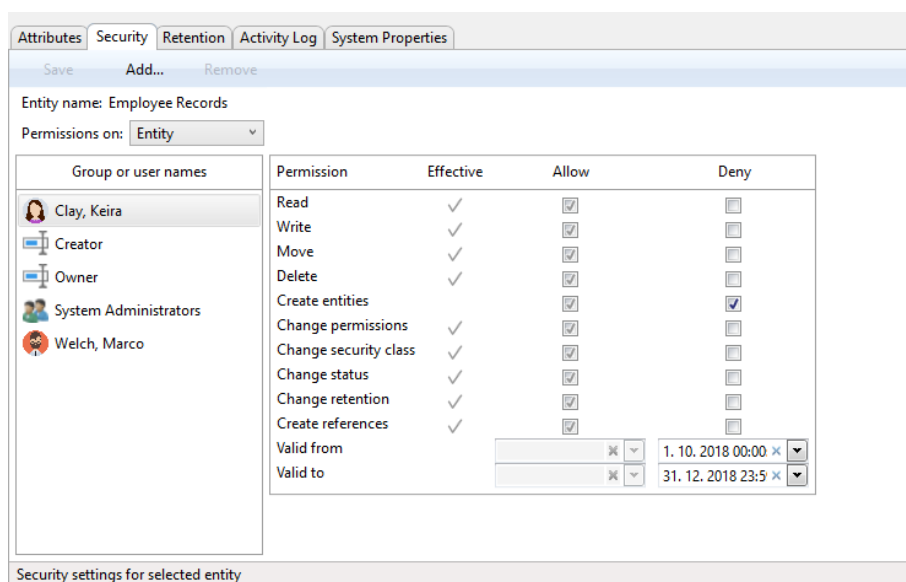 Attributes Security Retention Activity Log System Properties
Save Add... Remove
Entity name: Employee Records
Permissions on: Entity
Group or user names
Clay, Keira
Creator
Owner
System Administrators
Welch, Marco
Permission Effective Allow Deny
Read
Write
Move
Delete
Create entities
Change permissions
Change security class
Change status
Change retention
Create references
Valid from 1. 10. 2018 00:00
Valid to 31. 12. 2018 23:5
Security settings for selected entity